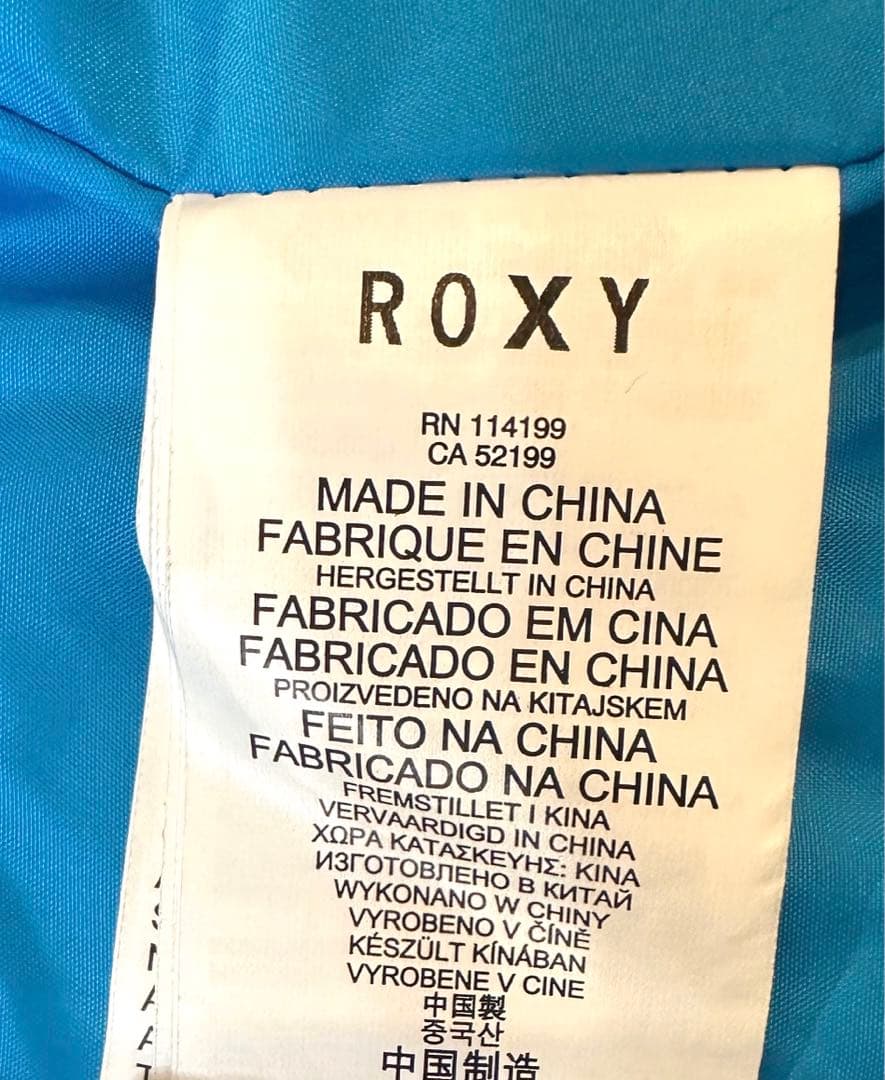 ROXY
RN 114199
CA 52199
MADE IN CHINA
FABRIQUE EN CHINE
HERGESTELLT IN CHINA
FABRICADO EM CINA
FABRICADO EN CHINA
PROIZVEDENO NA KITAJSKEM
FEITO NA CHINA
FABRICADO NA CHINA
FREMSTILLET I KINA
VERVAARDIGD IN CHINA
ΧΩΡΑ ΚΑΤΑΣΚΕΥΗΣ: ΚΙΝΑ
ИЗГОТОВЛЕНО В КИТАЙ
WYKONANO W CHINY
VYROBENO V ČÍNĚ
KÉSZÜLT KÍNÁBAN
VYROBENE V CINE
中国製
중국산
中国制造